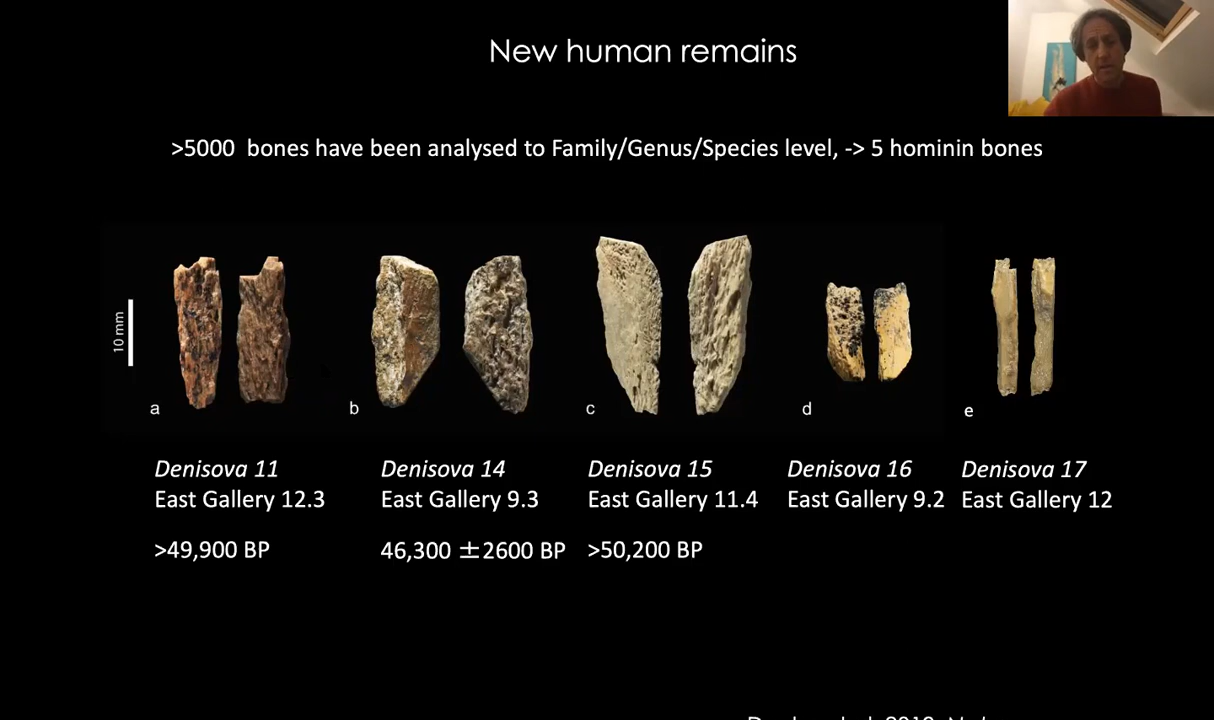 New human remains
>5000 bones have been analysed to Family/Genus/Species level, -> 5 hominin bones
10 mm
a
b
c
d
e
Denisova 11
East Gallery 12.3
>49,900 BP
Denisova 14
East Gallery 9.3
46,300 ±2600 BP
Denisova 15
East Gallery 11.4
>50,200 BP
Denisova 16
East Gallery 9.2
Denisova 17
East Gallery 12